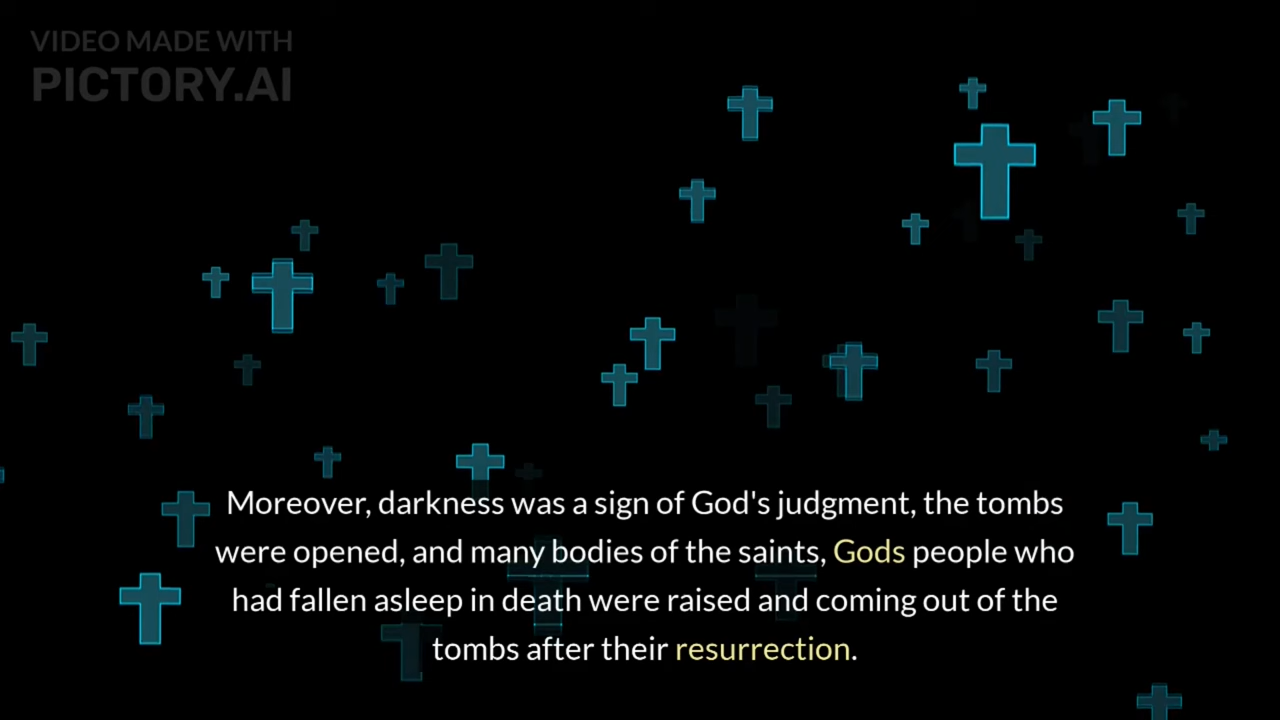 VIDEO MADE WITH
PICTORY.AI
Moreover, darkness was a sign of God's judgment, the tombs
were opened, and many bodies of the saints, Gods people who
had fallen asleep in death were raised and coming out of the
tombs after their resurrection.